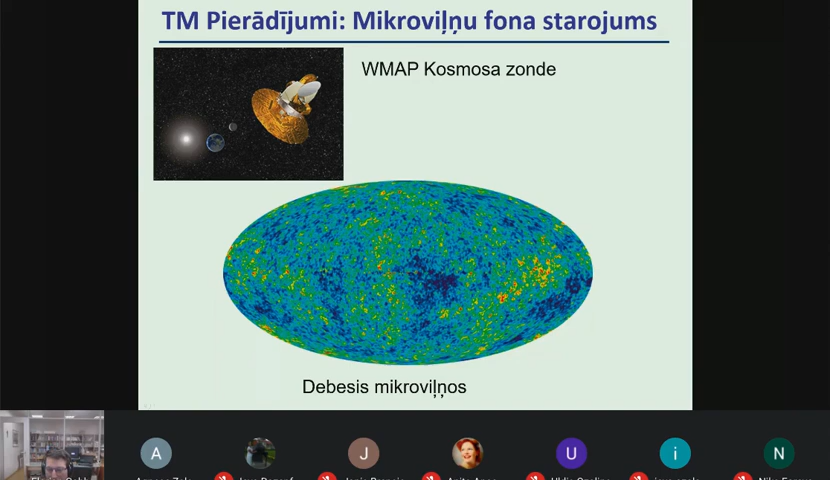 TM Pierādījumi: Mikroviļņu fona starojums
WMAP Kosmosa zonde
Debesis mikroviļņos
A
J
U
i
N